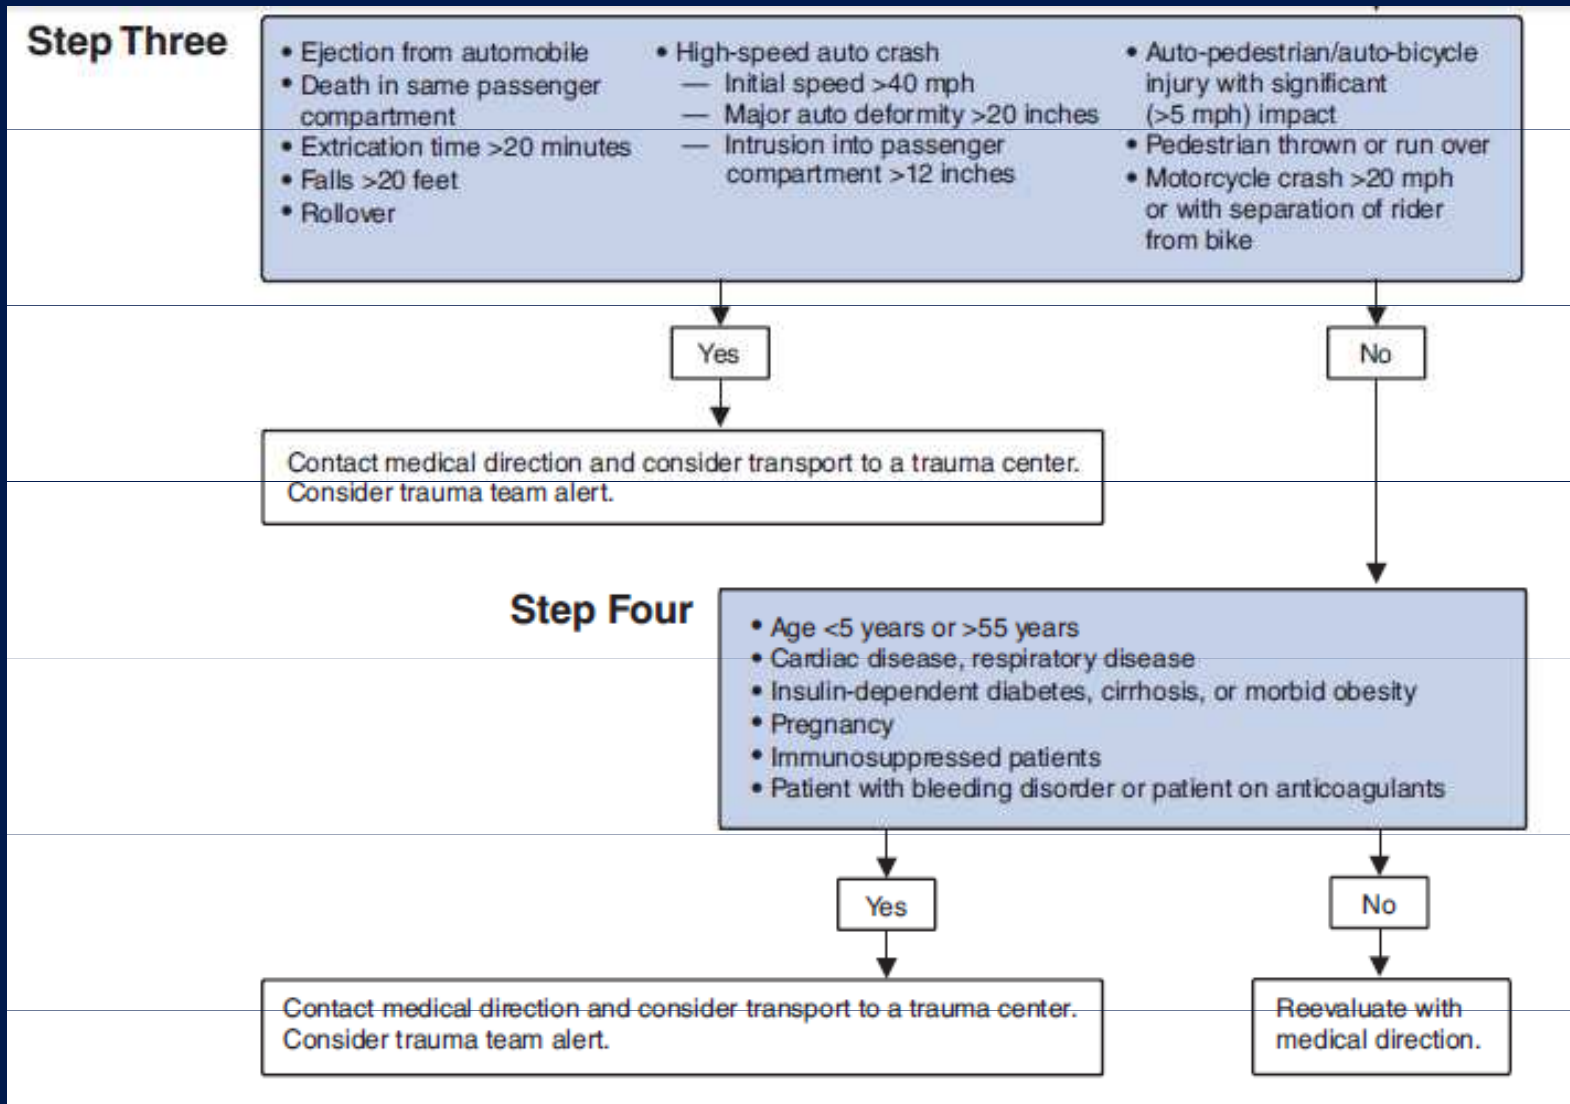 Step Three
• Ejection from automobile
• Death in same passenger
compartment
• Extrication time >20 minutes
• Falls >20 feet
• Rollover
• High-speed auto crash
— Initial speed >40 mph
— Major auto deformity >20 inches
— Intrusion into passenger
compartment >12 inches
• Auto-pedestrian/auto-bicycle
injury with significant
(>5 mph) impact
• Pedestrian thrown or run over
• Motorcycle crash >20 mph
or with separation of rider
from bike
Yes
No
Contact medical direction and consider transport to a trauma center.
Consider trauma team alert.
Step Four
• Age <5 years or >55 years
• Cardiac disease, respiratory disease
• Insulin-dependent diabetes, cirrhosis, or morbid obesity
• Pregnancy
• Immunosuppressed patients
• Patient with bleeding disorder or patient on anticoagulants
Yes
No
Contact medical direction and consider transport to a trauma center.
Consider trauma team alert.
Reevaluate with
medical direction.